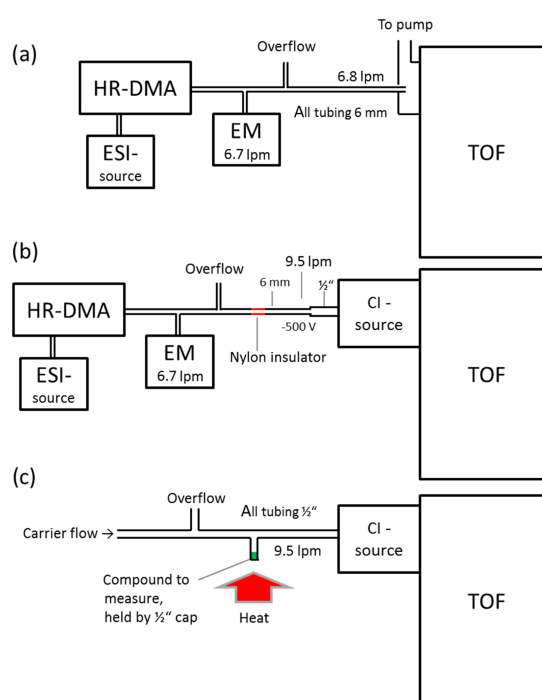 (a)
To pump
Overflow
HR-DMA
6.8 lpm
All tubing 6 mm
EM
6.7 lpm
ESI-
source
TOF
(b)
Overflow
9.5 lpm
6 mm
½“
HR-DMA
CI -
source
-500 V
EM
6.7 lpm
Nylon insulator
ESI-
source
TOF
(c)
Overflow
All tubing ½“
Carrier flow →
CI -
source
9.5 lpm
Compound to
measure,
held by ½“ cap
Heat
TOF